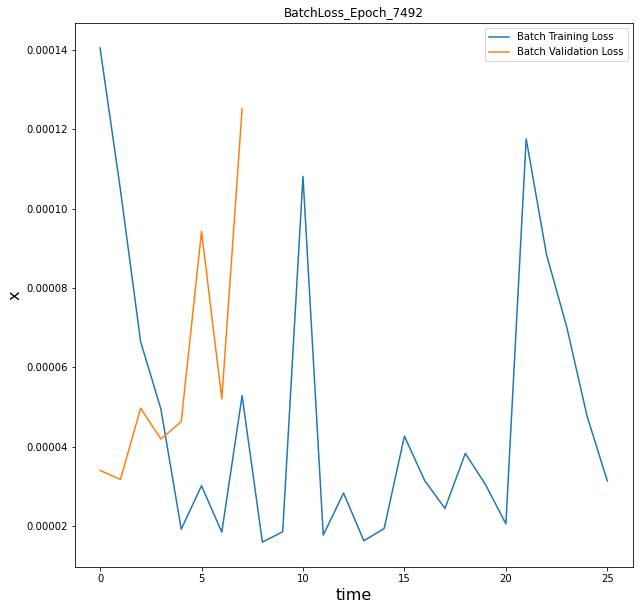 BatchLoss_Epoch_7492
Batch Training Loss
Batch Validation Loss
0.00014
0.00012
0.00010
0.00008
0.00006
0.00004
0.00002
x
0 5 10 15 20 25
time